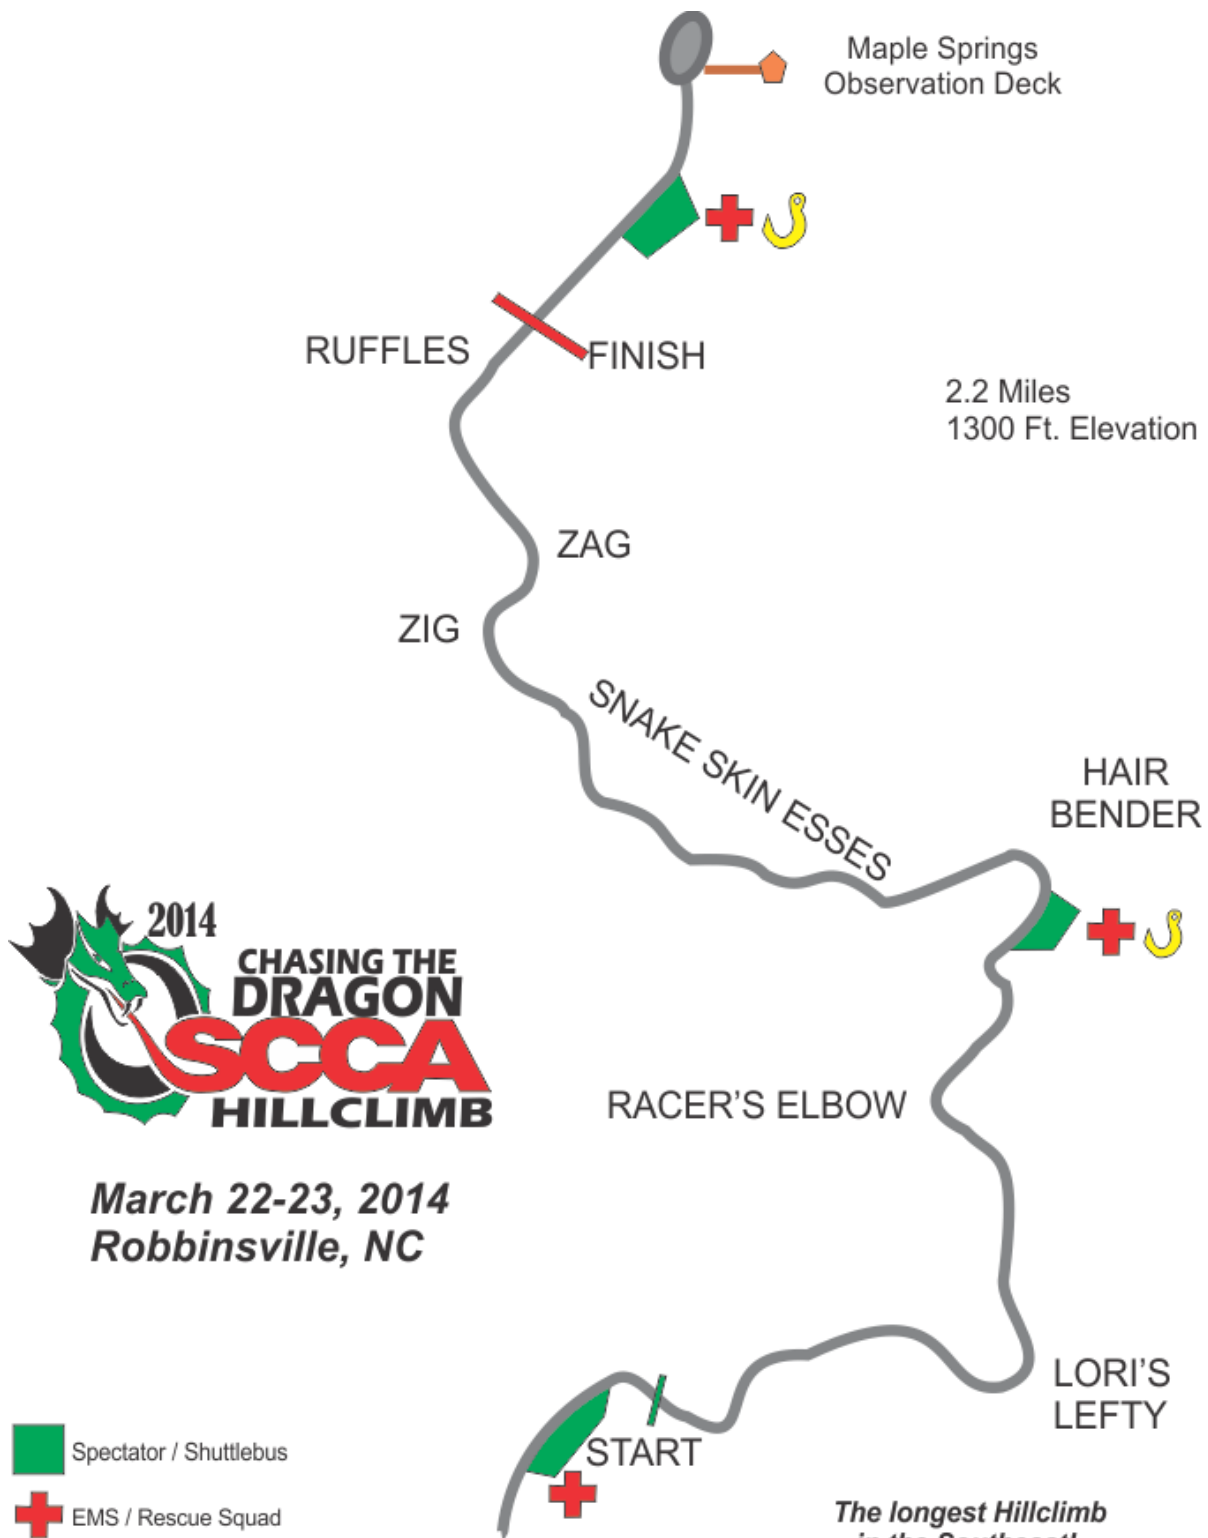 Maple Springs
Observation Deck
RUFFLES
FINISH
2.2 Miles
1300 Ft. Elevation
ZAG
ZIG
SNAKE SKIN ESSES
HAIR
BENDER
2014
CHASING THE
DRAGON
SCCA
HILLCLIMB
RACER'S ELBOW
March 22-23, 2014
Robbinsville, NC
LORI'S
LEFTY
START
Spectator / Shuttlebus
EMS / Rescue Squad
The longest Hillclimb
in the